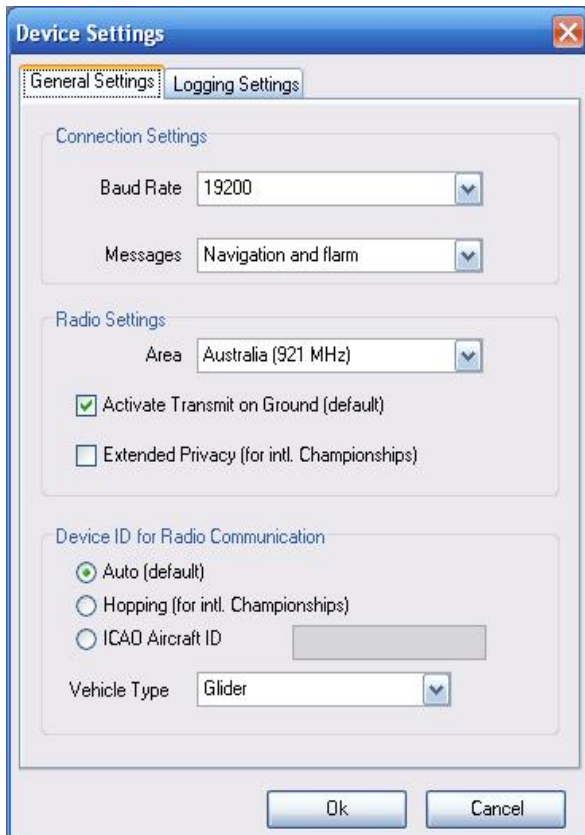 Device Settings
General Settings Logging Settings
Connection Settings
Baud Rate 19200
Messages Navigation and flarm
Radio Settings
Area Australia (921 MHz)
Activate Transmit on Ground (default)
Extended Privacy (for intl. Championships)
Device ID for Radio Communication
Auto (default)
Hopping (for intl. Championships)
ICAO Aircraft ID
Vehicle Type Glider
Ok Cancel